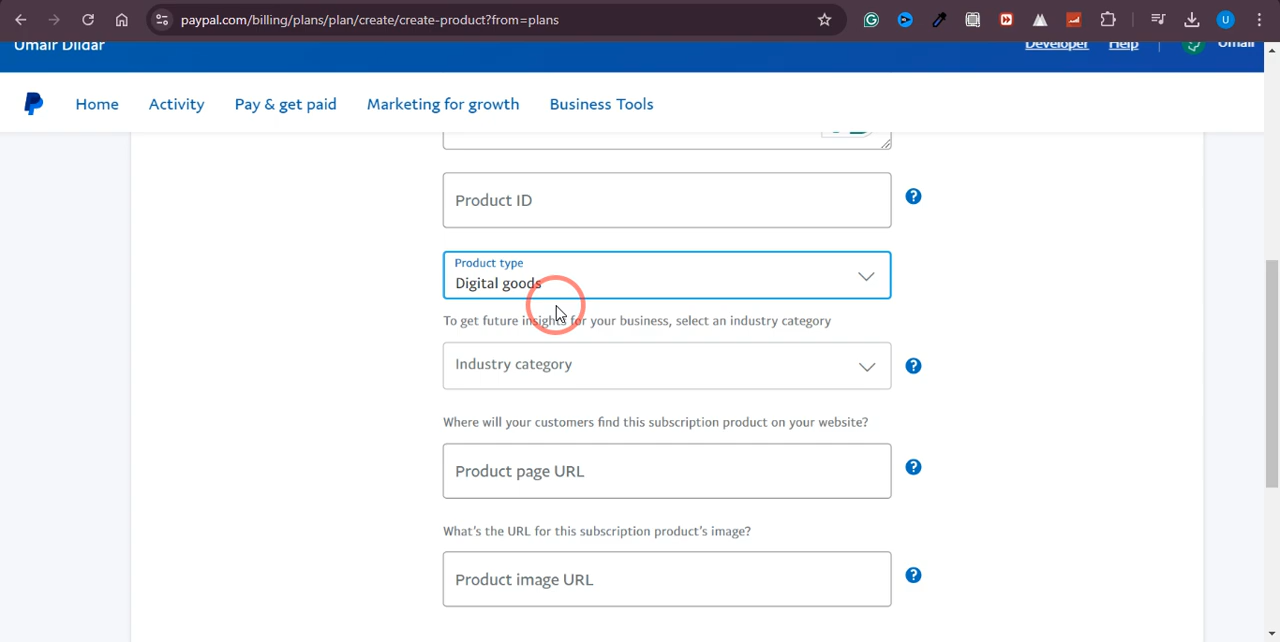 paypal.com/billing/plans/plan/create/create-product?from=plans
U
Umair Dildar
Developer
Help
Umair
Home
Activity
Pay & get paid
Marketing for growth
Business Tools
Product ID
?
Product type
Digital goods
To get future insights for your business, select an industry category
Industry category
?
Where will your customers find this subscription product on your website?
Product page URL
?
What's the URL for this subscription product's image?
Product image URL
?